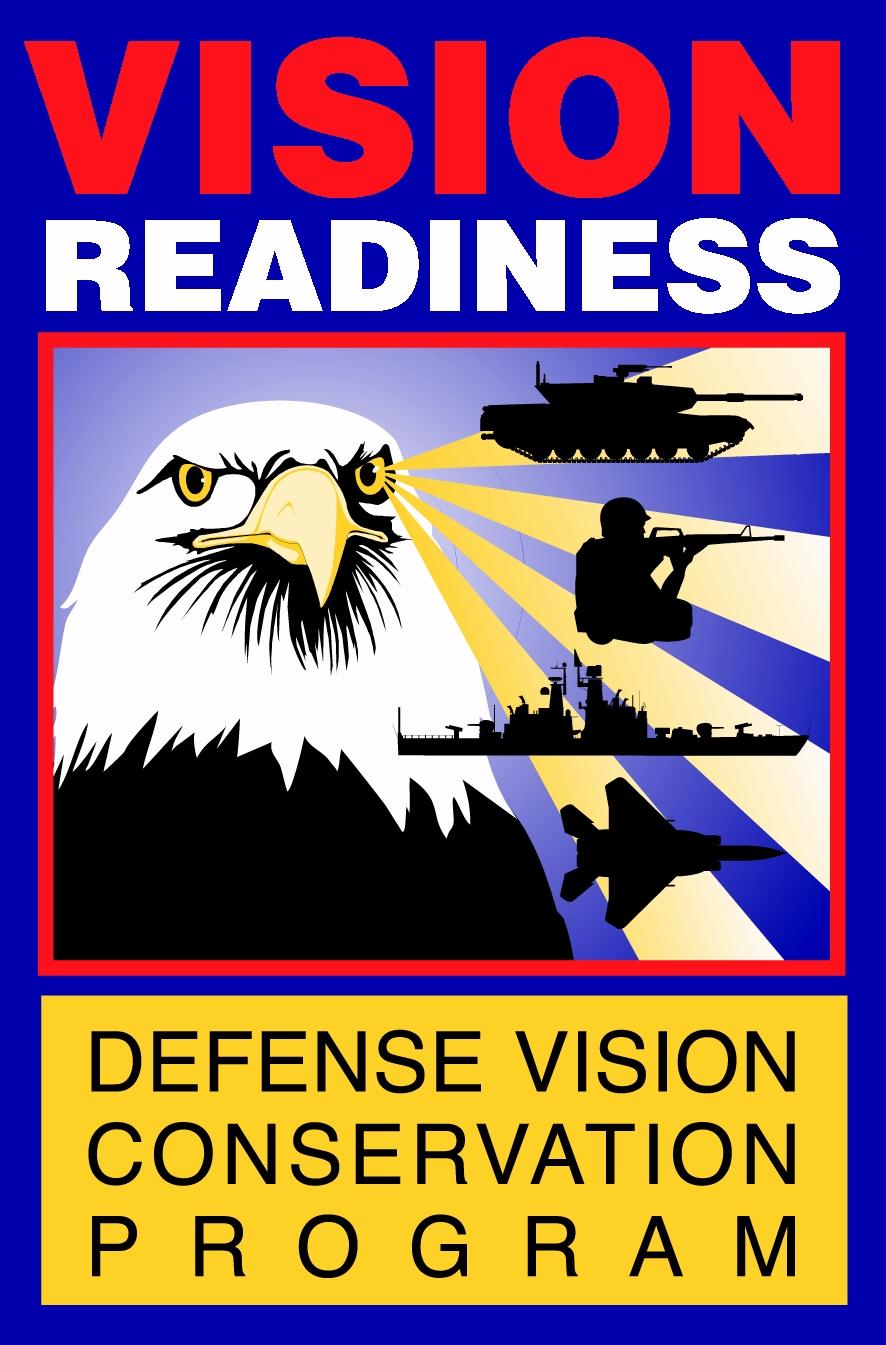 VISION
READINESS
DEFENSE VISION
CONSERVATION
PROGRAM